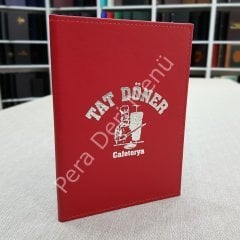 TAT DÖNER
Cafeterya
Pera Deri Menü